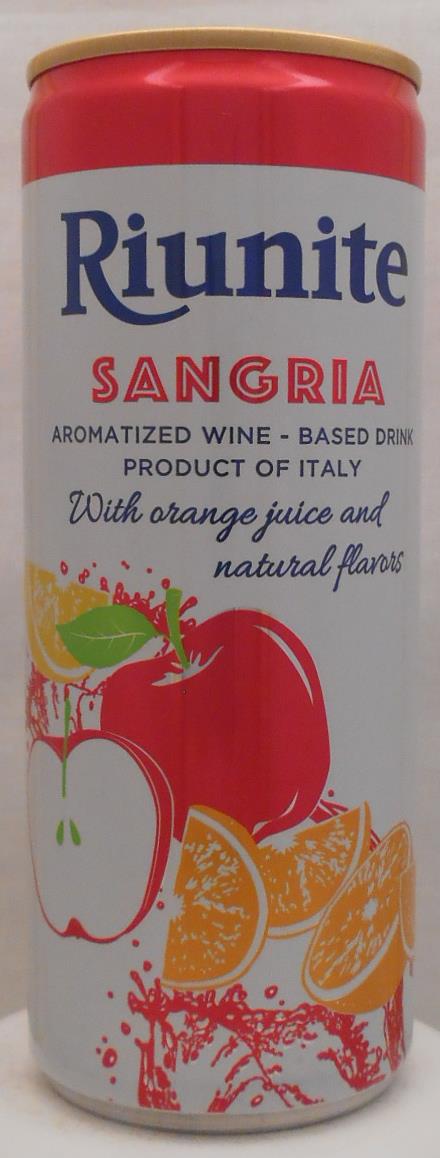 Riunite
SANGRIA
AROMATIZED WINE - BASED DRINK
PRODUCT OF ITALY
With orange juice and
natural flavors